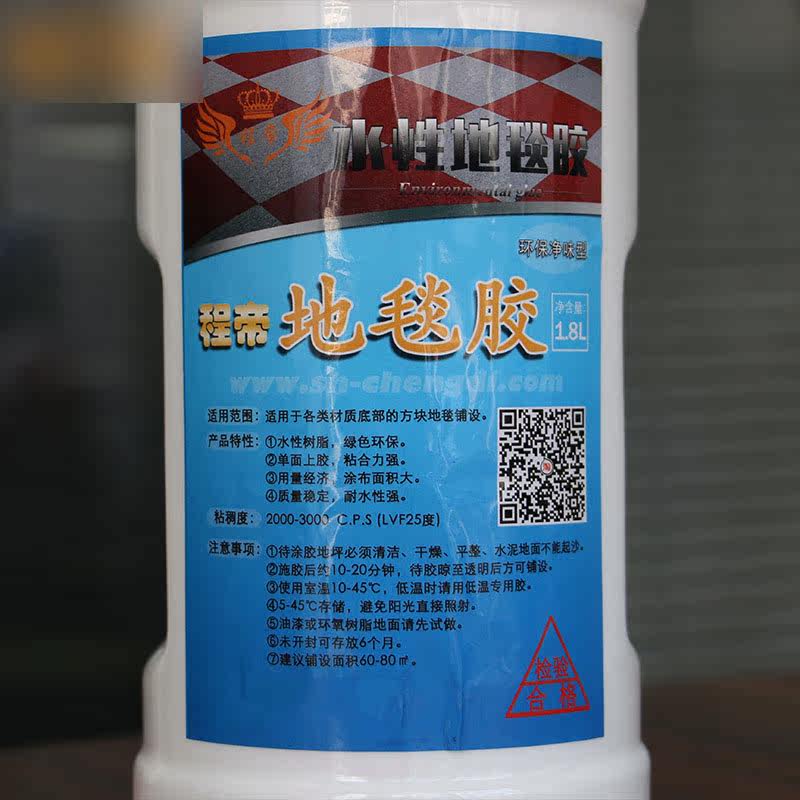 程帝
水性地毯胶
Environmental glue
环保净味型
程帝 地毯胶
净含量:
1.8L
www.sh-chengdi.com
适用范围：适用于各类材质底部的方块地毯铺设。
产品特性：①水性树脂，绿色环保。
②单面上胶，粘合力强。
③用量经济，涂布面积大。
④质量稳定，耐水性强。
粘稠度：2000-3000 C.P.S (LVF25度)
注意事项：①待涂胶地坪必须清洁、干燥、平整、水泥地面不能起沙。
②施胶后约10-20分钟，待胶晾至透明后方可铺设。
③使用室温10-45℃，低温时请用低温专用胶。
④5-45℃存储，避免阳光直接照射。
⑤油漆或环氧树脂地面请先试做。
⑥未开封可存放6个月。
⑦建议铺设面积60-80㎡。
检验
合格